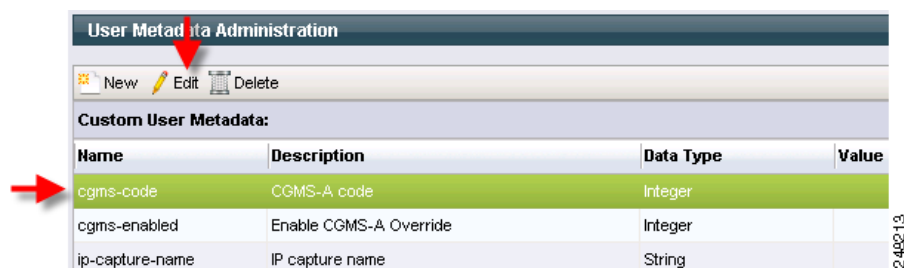 User Metadata Administration
New Edit Delete
Custom User Metadata:
Name Description Data Type Value
cgms-code CGMS-A code Integer
cgms-enabled Enable CGMS-A Override Integer
ip-capture-name IP capture name String
248213